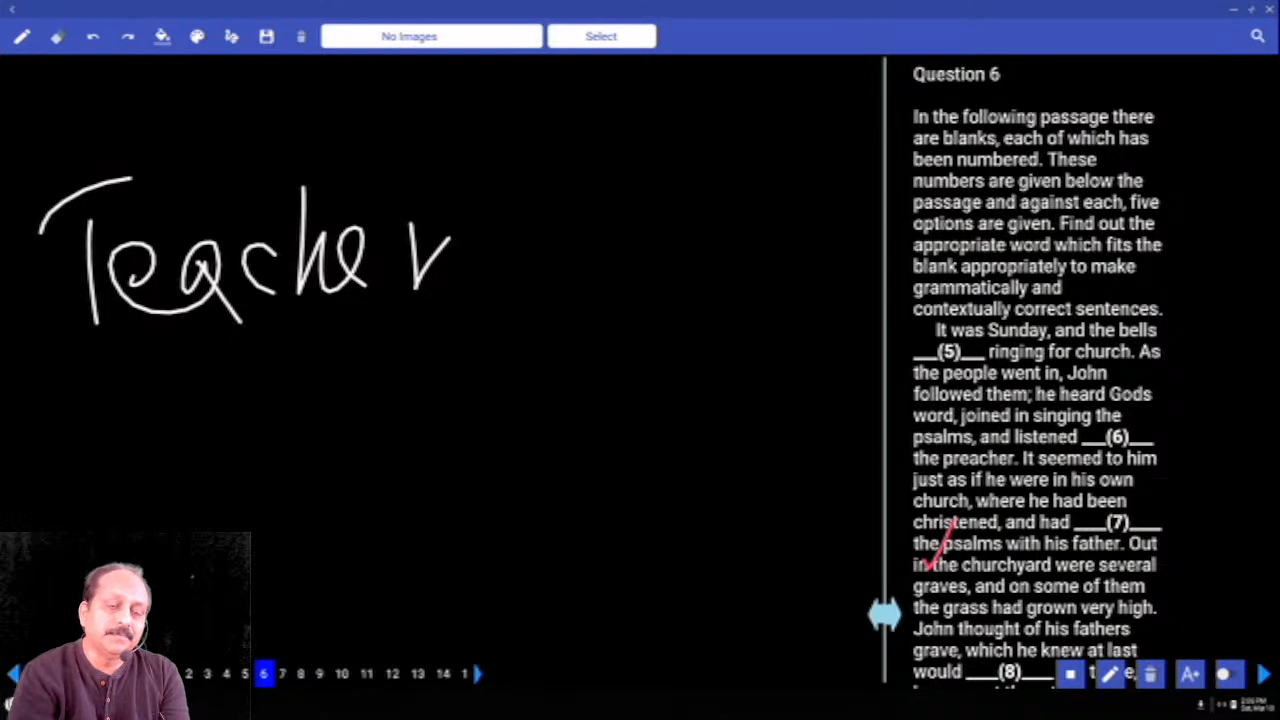 No Images
Select
Teacher
Question 6
In the following passage there
are blanks, each of which has
been numbered. These
numbers are given below the
passage and against each, five
options are given. Find out the
appropriate word which fits the
blank appropriately to make
grammatically and
contextually correct sentences.
It was Sunday, and the bells
__(5)__ ringing for church. As
the people went in, John
followed them; he heard Gods
word, joined in singing the
psalms, and listened __(6)__
the preacher. It seemed to him
just as if he were in his own
church, where he had been
christened, and had ___(7)___
the psalms with his father. Out
in the churchyard were several
graves, and on some of them
the grass had grown very high.
John thought of his fathers
grave, which he knew at last
would ___(8)___
2 3 4 5 6 7 8 9 10 11 12 13 14 1
A+